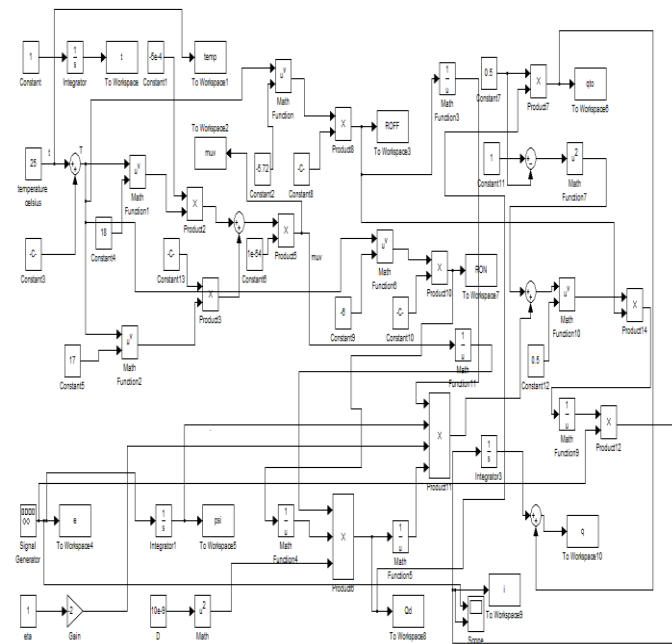 1
Constant
1/s
Integrator
t
To Workspace
-5e-4
Constant1
temp
To Workspace1
u^v
Math
Function
To Workspace2
muv
-5.72
Constant2
-C-
Constant8
X
Product8
ROFF
To Workspace3
1/u
Math
Function3
0.5
Constant7
X
Product7
qto
To Workspace6
1
Constant11
u^2
Math
Function7
25
temperature
celsius
t
T
-C-
Constant3
u^v
Math
Function1
18
Constant4
X
Product2
1e-54
Constant6
X
Product5
muv
-C-
Constant13
X
Product3
17
Constant5
u^v
Math
Function2
u^v
Math
Function6
-6
Constant9
-C-
Constant10
X
Product10
RON
To Workspace7
1/u
Math
Function11
u^v
Math
Function10
0.5
Constant12
X
Product14
1/u
Math
Function9
X
Product12
X
Product11
1/s
Integrator3
q
To Workspace10
Signal
Generator
e
To Workspace4
1/s
Integrator1
psi
To Workspace5
1/u
Math
Function4
X
Product6
1/u
Math
Function5
1
eta
2
Gain
10e-9
D
u^2
Math
Qd
To Workspace8
i
To Workspace9
Scope